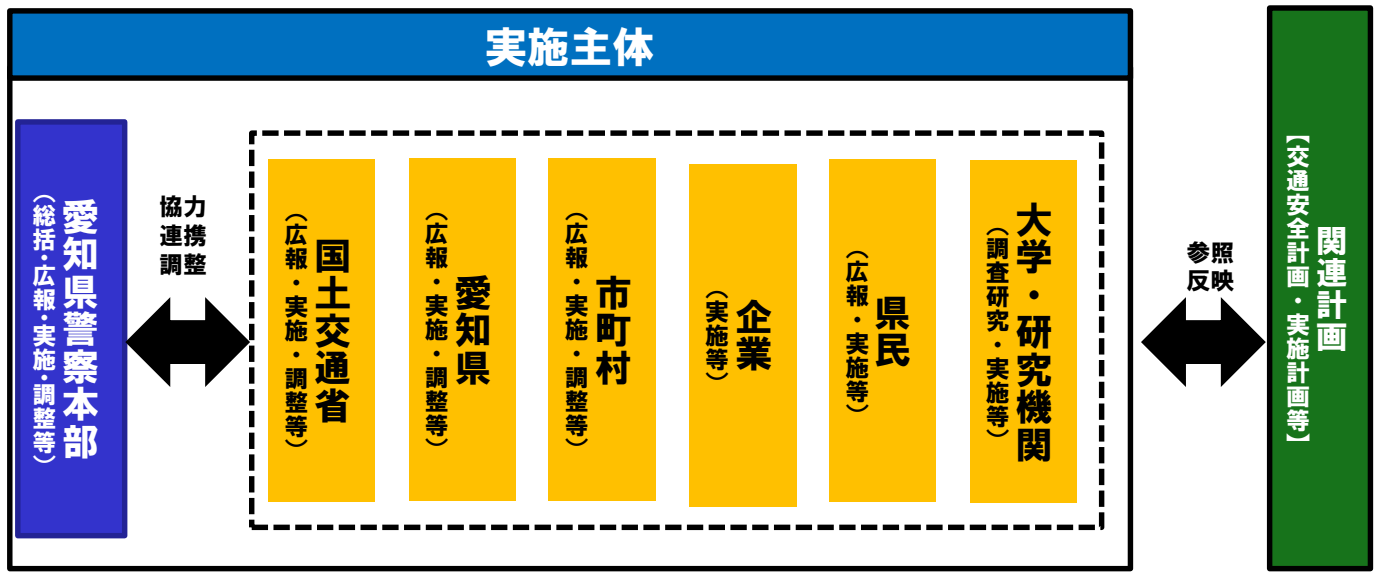 実施主体
愛知県警察本部
（総括・広報・実施・調整等）
協力
連携
調整
国土交通省
（広報・実施・調整等）
愛知県
（広報・実施・調整等）
市町村
（広報・実施・調整等）
企業
（実施等）
県民
（広報・実施等）
大学・研究機関
（調査研究・実施等）
参照
反映
関連計画
【交通安全計画・実施計画等】